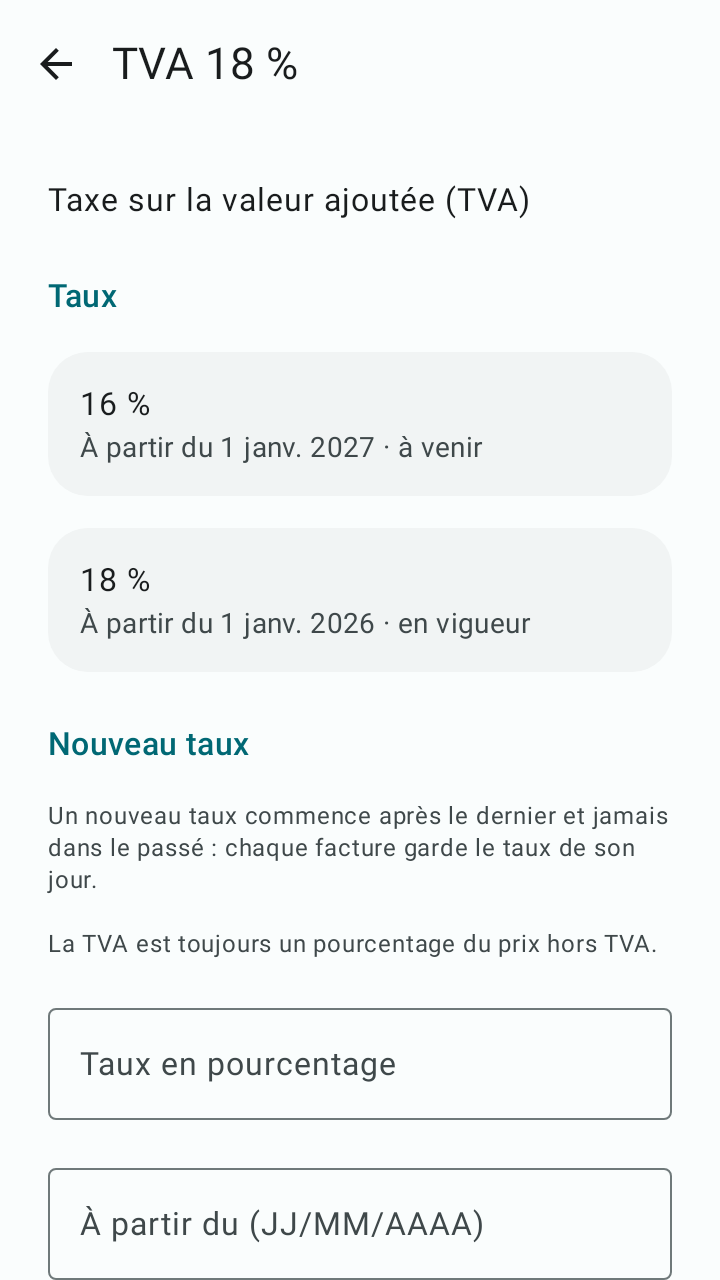 TVA 18 %
Taxe sur la valeur ajoutée (TVA)
Taux
16 %
À partir du 1 janv. 2027 · à venir
18 %
À partir du 1 janv. 2026 · en vigueur
Nouveau taux
Un nouveau taux commence après le dernier et jamais
dans le passé : chaque facture garde le taux de son
jour.
La TVA est toujours un pourcentage du prix hors TVA.
Taux en pourcentage
À partir du (JJ/MM/AAAA)